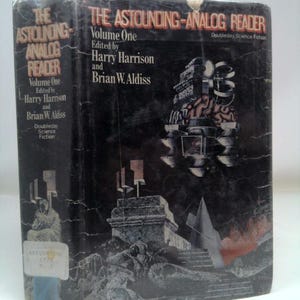 THE
ASTOUNDING-
ANALOG
READER
Volume One
Edited by
Harry Harrison
and
Brian W. Aldiss
Doubleday
Science
Fiction
THE ASTOUNDING-ANALOG READER
Volume One
Doubleday Science Fiction
Edited by
Harry Harrison
and
Brian W. Aldiss